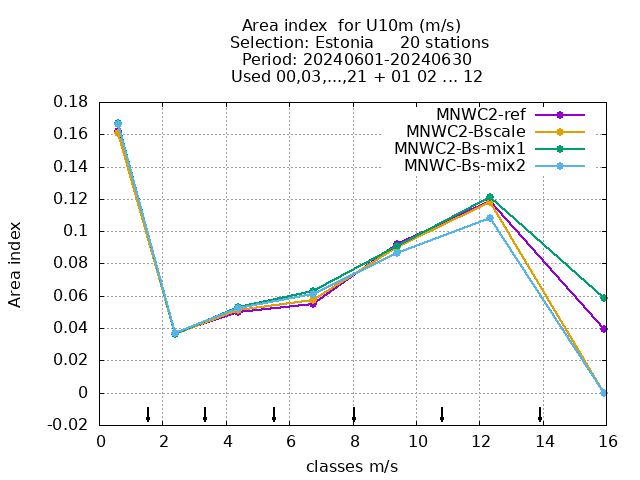 Area index  for U10m (m/s)
Selection: Estonia     20 stations
Period: 20240601-20240630
Used 00,03,...,21 + 01 02 ... 12
MNWC2-ref
MNWC2-Bscale
MNWC2-Bs-mix1
MNWC-Bs-mix2
0.18
0.16
0.14
0.12
0.1
0.08
0.06
0.04
0.02
0
-0.02
Area index
0 2 4 6 8 10 12 14 16
classes m/s